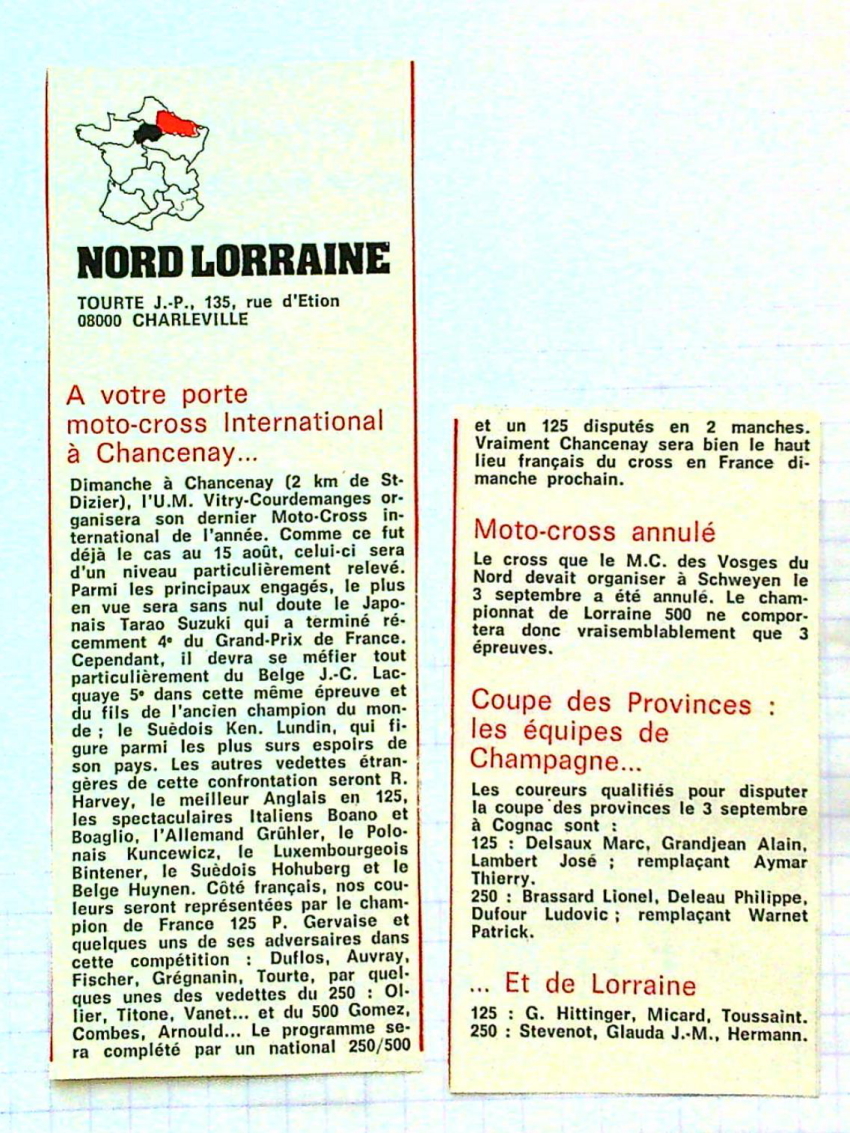 NORD LORRAINE
TOURTE J.-P., 135, rue d'Etion
08000 CHARLEVILLE
A votre porte
moto-cross International
à Chancenay...
Dimanche à Chancenay (2 km de St-
Dizier), l'U.M. Vitry-Courdemanges or-
ganisera son dernier Moto-Cross in-
ternational de l'année. Comme ce fut
déjà le cas au 15 août, celui-ci sera
d'un niveau particulièrement relevé.
Parmi les principaux engagés, le plus
en vue sera sans nul doute le Japo-
nais Tarao Suzuki qui a terminé ré-
cemment 4e du Grand-Prix de France.
Cependant, il devra se méfier tout
particulièrement du Belge J.-C. Lac-
quaye 5e dans cette même épreuve et
du fils de l'ancien champion du mon-
de ; le Suédois Ken. Lundin, qui fi-
gure parmi les plus surs espoirs de
son pays. Les autres vedettes étran-
gères de cette confrontation seront R.
Harvey, le meilleur Anglais en 125,
les spectaculaires Italiens Boano et
Boaglio, l'Allemand Grühler, le Polo-
nais Kuncewicz, le Luxembourgeois
Bintener, le Suèdois Hohuberg et le
Belge Huynen. Côté français, nos cou-
leurs seront représentées par le cham-
pion de France 125 P. Gervaise et
quelques uns de ses adversaires dans
cette compétition : Duflos, Auvray,
Fischer, Grégnanin, Tourte, par quel-
ques unes des vedettes du 250 : Ol-
lier, Titone, Vanet... et du 500 Gomez,
Combes, Arnould... Le programme se-
ra complété par un national 250/500
et un 125 disputés en 2 manches.
Vraiment Chancenay sera bien le haut
lieu français du cross en France di-
manche prochain.
Moto-cross annulé
Le cross que le M.C. des Vosges du
Nord devait organiser à Schweyen le
3 septembre a été annulé. Le cham-
pionnat de Lorraine 500 ne compor-
tera donc vraisemblablement que 3
épreuves.
Coupe des Provinces :
les équipes de
Champagne...
Les coureurs qualifiés pour disputer
la coupe des provinces le 3 septembre
à Cognac sont :
125 : Delsaux Marc, Grandjean Alain,
Lambert José ; remplaçant Aymar
Thierry.
250 : Brassard Lionel, Deleau Philippe,
Dufour Ludovic ; remplaçant Warnet
Patrick.
... Et de Lorraine
125 : G. Hittinger, Micard, Toussaint.
250 : Stevenot, Glauda J.-M., Hermann.